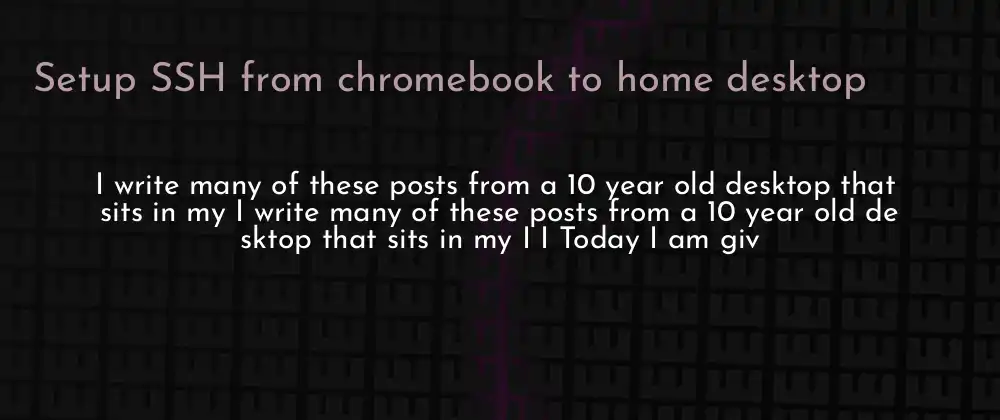 Setup SSH from chromebook to home desktop
I write many of these posts from a 10 year old desktop that
sits in my I write many of these posts from a 10 year old de
sktop that sits in my I I Today I am giv